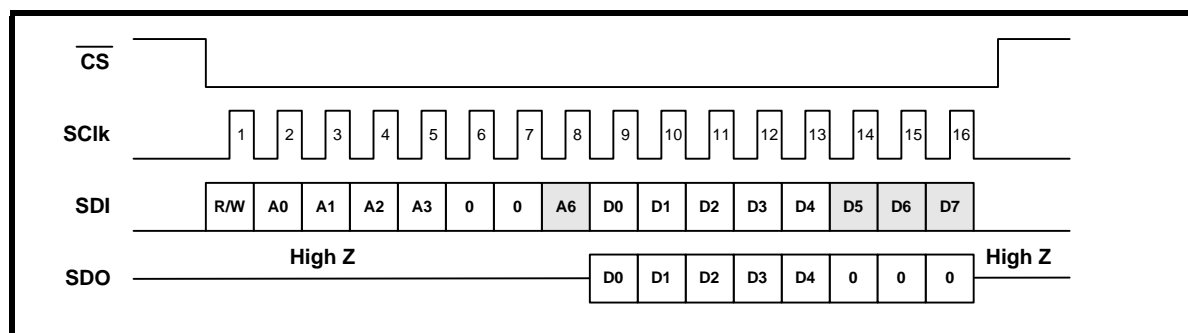 CS
SClk
1 2 3 4 5 6 7 8 9 10 11 12 13 14 15 16
SDI
R/W A0 A1 A2 A3 0 0 A6 D0 D1 D2 D3 D4 D5 D6 D7
High Z
High Z
SDO
D0 D1 D2 D3 D4 0 0 0